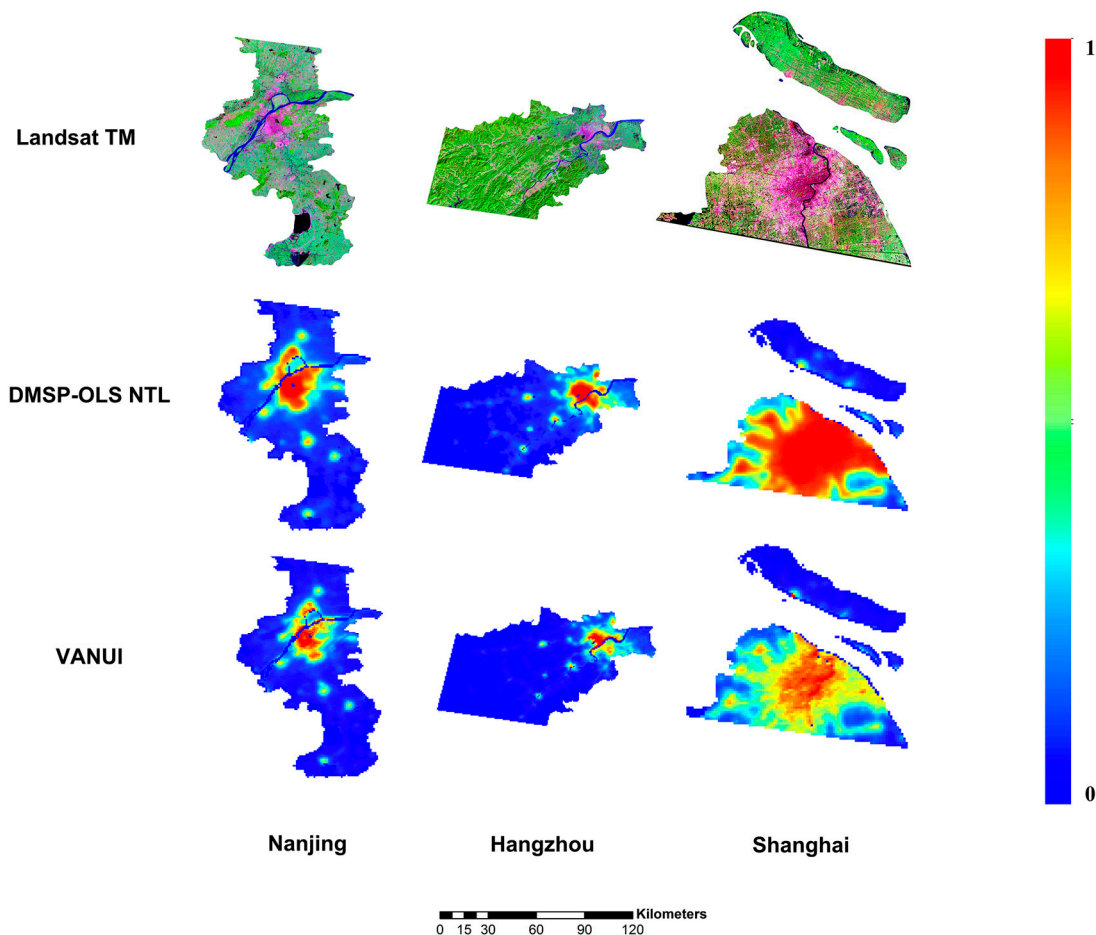 1
Landsat TM
DMSP-OLS NTL
VANUI
0
Nanjing Hangzhou Shanghai
Kilometers
0 15 30 60 90 120